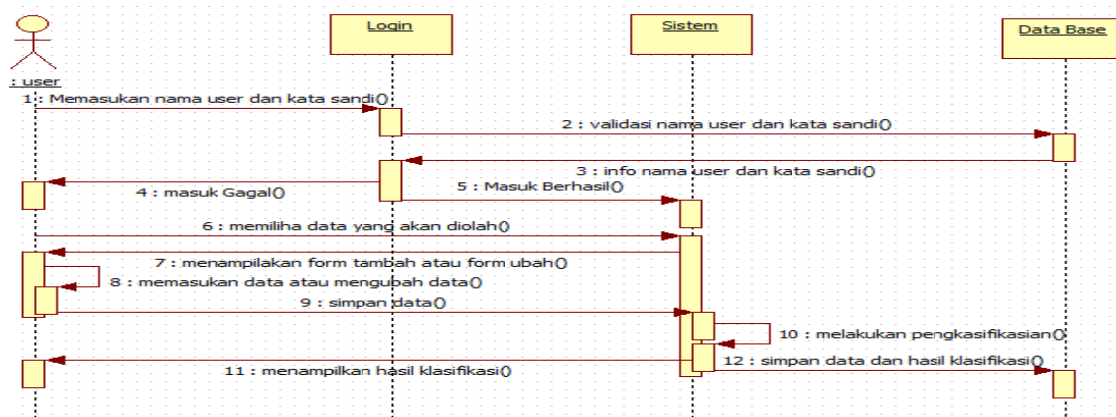 Login
Sistem
Data Base
: user
1 : Memasukan nama user dan kata sandi()
2 : validasi nama user dan kata sandi()
3 : info nama user dan kata sandi()
4 : masuk Gagal()
5 : Masuk Berhasil()
6 : memiliha data yang akan diolah()
7 : menampilakan form tambah atau form ubah()
8 : memasukan data atau mengubah data()
9 : simpan data()
10 : melakukan pengkasifikasian()
12 : simpan data dan hasil klasifikasi()
11 : menampilkan hasil klasifikasi()